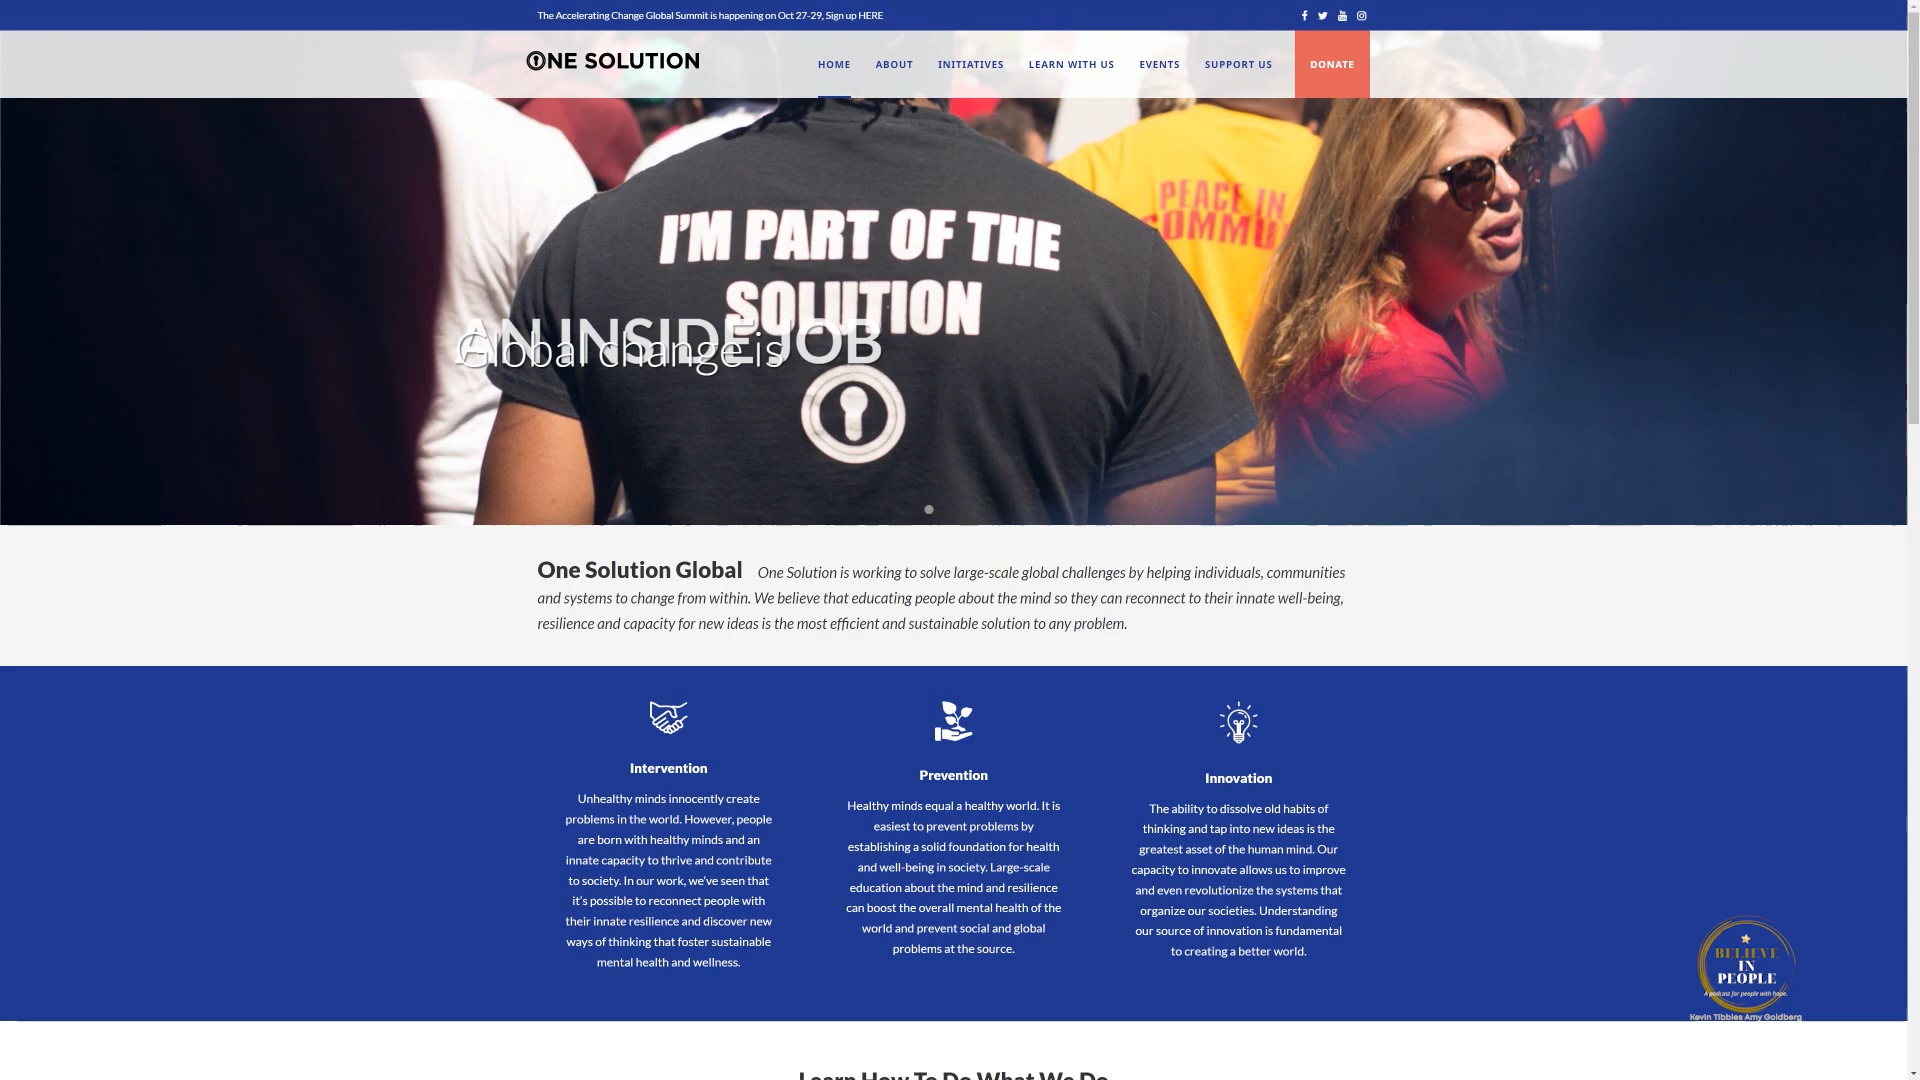 The Accelerating Change Global Summit is happening on Oct 27-29, Sign up HERE
ONE SOLUTION
HOME
ABOUT
INITIATIVES
LEARN WITH US
EVENTS
SUPPORT US
DONATE
I'M PART OF THE
SOLUTION
PEACE IN
COMMU
AN INSIDE JOB
Global change is
One Solution Global One Solution is working to solve large-scale global challenges by helping individuals, communities
and systems to change from within. We believe that educating people about the mind so they can reconnect to their innate well-being,
resilience and capacity for new ideas is the most efficient and sustainable solution to any problem.
Intervention
Unhealthy minds innocently create
problems in the world. However, people
are born with healthy minds and an
innate capacity to thrive and contribute
to society. In our work, we've seen that
it's possible to reconnect people with
their innate resilience and discover new
ways of thinking that foster sustainable
mental health and wellness.
Prevention
Healthy minds equal a healthy world. It is
easiest to prevent problems by
establishing a solid foundation for health
and well-being in society. Large-scale
education about the mind and resilience
can boost the overall mental health of the
world and prevent social and global
problems at the source.
Innovation
The ability to dissolve old habits of
thinking and tap into new ideas is the
greatest asset of the human mind. Our
capacity to innovate allows us to improve
and even revolutionize the systems that
organize our societies. Understanding
our source of innovation is fundamental
to creating a better world.
BELIEVE
IN
PEOPLE
A podcast for people with hope.
Kevin Tibbles Amy Goldberg
Learn How To Do What We Do